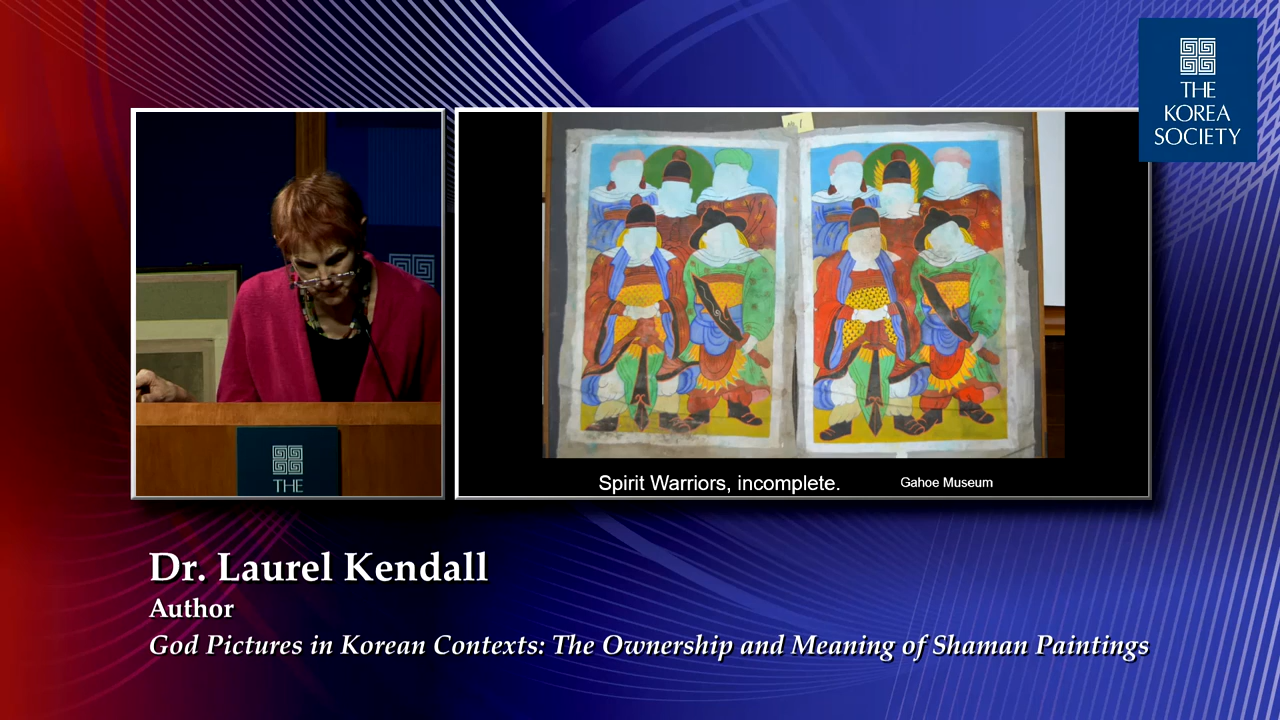 THE
KOREA
SOCIETY
THE
Spirit Warriors, incomplete.
Gahoe Museum
Dr. Laurel Kendall
Author
God Pictures in Korean Contexts: The Ownership and Meaning of Shaman Paintings